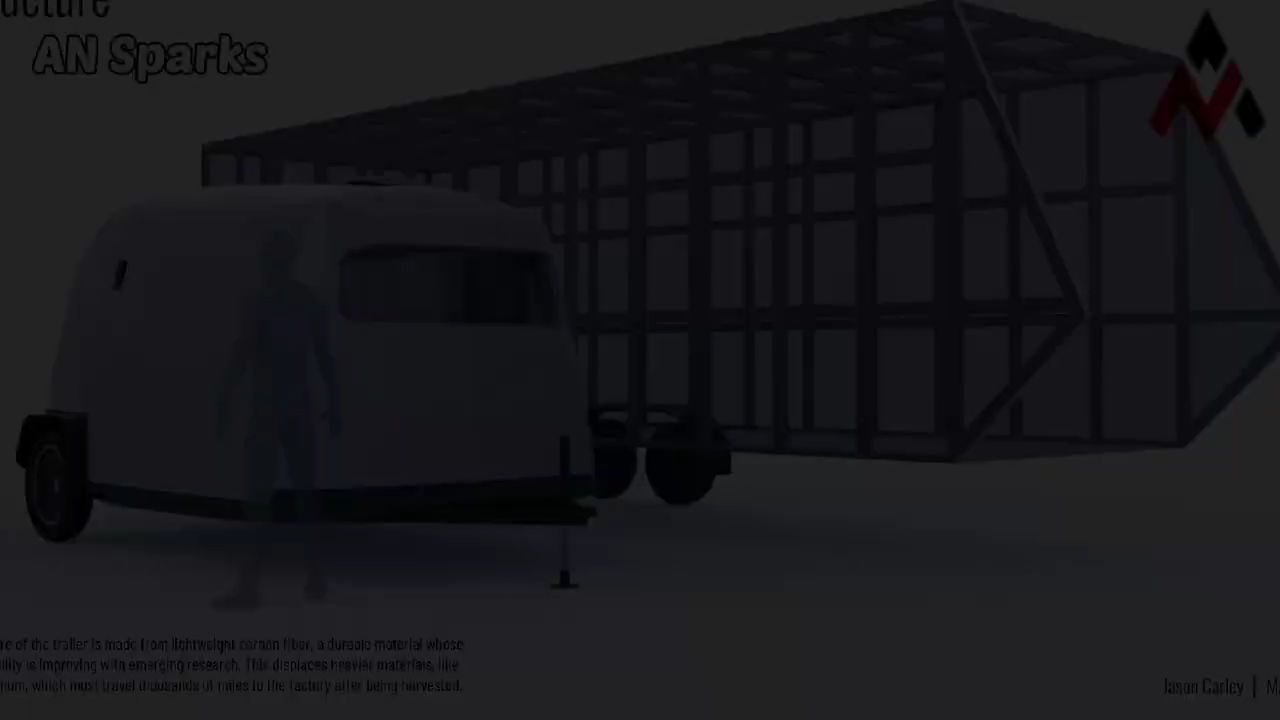 ucture
AN Sparks
re of the trailer is made from lightweight carbon fiber, a durable material whose
ility is improving with emerging research. This displaces heavier materials, like
num, which must travel thousands of miles to the factory after being harvested.
Jason Carley | M